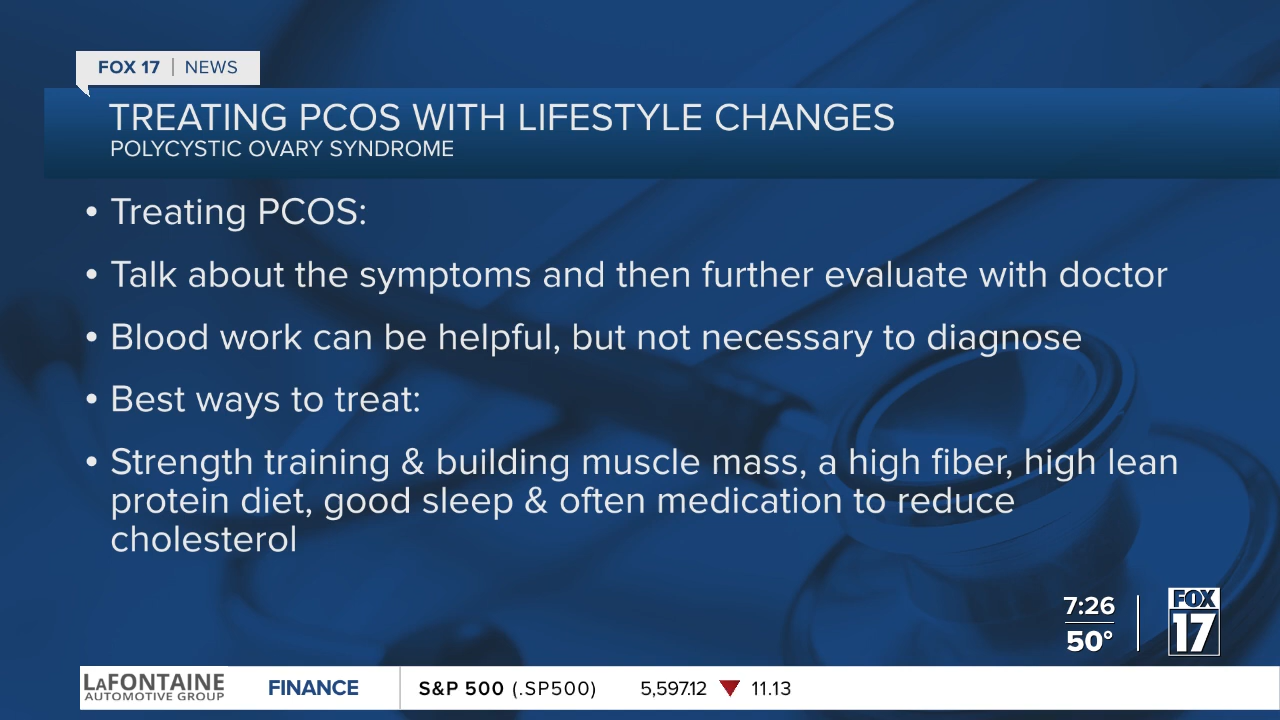 FOX 17 | NEWS
TREATING PCOS WITH LIFESTYLE CHANGES
POLYCYSTIC OVARY SYNDROME
• Treating PCOS:
• Talk about the symptoms and then further evaluate with doctor
• Blood work can be helpful, but not necessary to diagnose
• Best ways to treat:
• Strength training & building muscle mass, a high fiber, high lean
protein diet, good sleep & often medication to reduce
cholesterol
7:26
50°
FOX
17
LAFONTAINE
AUTOMOTIVE GROUP
FINANCE
S&P 500 (.SP500) 5,597.12 ▼ 11.13